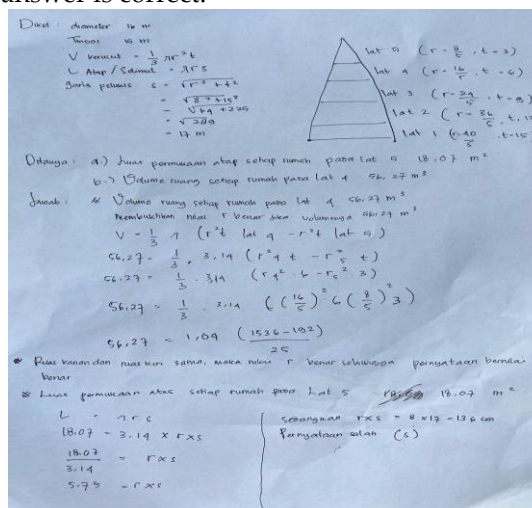 answer is correct.
Diket : diameter 16 m
Tinggi 15 m
V kerucut = 1/3 πr²t
L Atap / Selimut = πrs
Garis pelukis s = √r² + t²
= √8² + 15²
= √64 + 225
= √289
= 17 m
lat 5 (r = 8/5, t = 3)
lat 4 (r = 16/5, t = 6)
lat 3 (r = 24/5, t = 9)
lat 2 (r = 36/5, t = 12
lat 1 (r = 40/5, t = 15
Ditanya : a.) luas permukaan atap setiap rumah pada lat 5 18.07 m²
b.) Volume ruang setiap rumah pada lat 4 56,27 m³
Jawab : * Volume ruang setiap rumah pada lat 4 56,27 m³
Membuktikan nilai r benar jika volumenya 56,27 m³
V = 1/3 π (r²t lat 4 - r²t lat 5)
56,27 = 1/3 . 3,14 (r²4 t - r²5 t)
56.27 = 1/3 . 3,14 (r4² . 6 - r5² . 3)
56,27 = 1/3 . 3,14 ((16/5)² 6 (8/5)² 3)
56,27 = 1,04 (1536 - 192 / 25)
* Ruas kanan dan ruas kiri sama, maka nilai r benar sehingga pernyataan bernilai
benar
* Luas permukaan atas setiap rumah pada Lat 5 18.07 m²
L = π r s
18.07 = 3.14 x r x s
18.07 / 3.14 = r x s
5.75 = r x s
sedangkan r x s = 8 x 17 = 136 cm
Pernyataan salah (s)